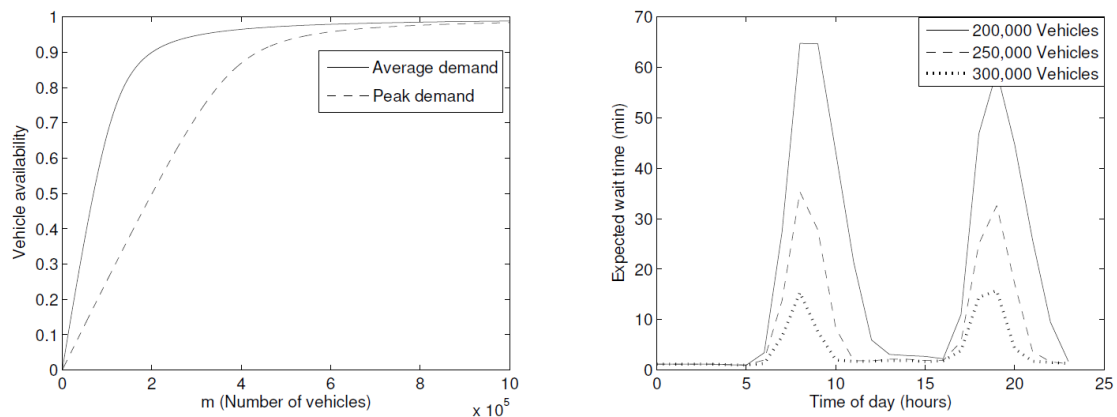 1
0.9
0.8
0.7
0.6
0.5
0.4
0.3
0.2
0.1
0
Vehicle availability
Average demand
Peak demand
0 2 4 6 8 10
m (Number of vehicles)
x 10^5
70
60
50
40
30
20
10
0
Expected wait time (min)
200,000 Vehicles
250,000 Vehicles
300,000 Vehicles
0 5 10 15 20 25
Time of day (hours)